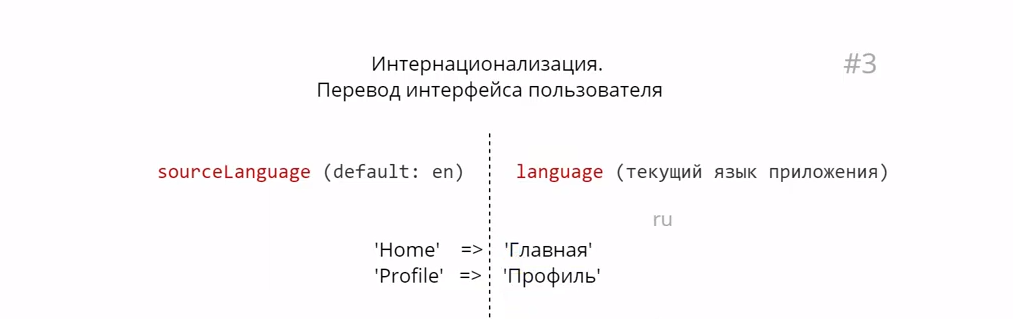 Интернационализация.
#3
Перевод интерфейса пользователя
sourceLanguage (default: en)
language (текущий язык приложения)
ru
'Home' => 'Главная'
'Profile' => 'Профиль'